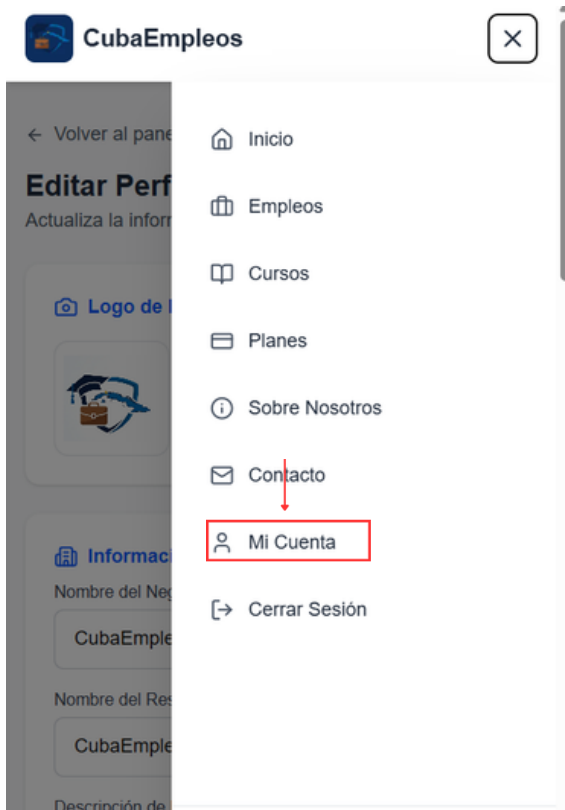 CubaEmpleos
Inicio
Empleos
Cursos
Planes
Sobre Nosotros
Contacto
Mi Cuenta
Cerrar Sesión
Volver al pane
Editar Perf
Actualiza la inforr
Logo de l
Informaci
Nombre del Neg
CubaEmple
Nombre del Res
CubaEmple
Descripción de